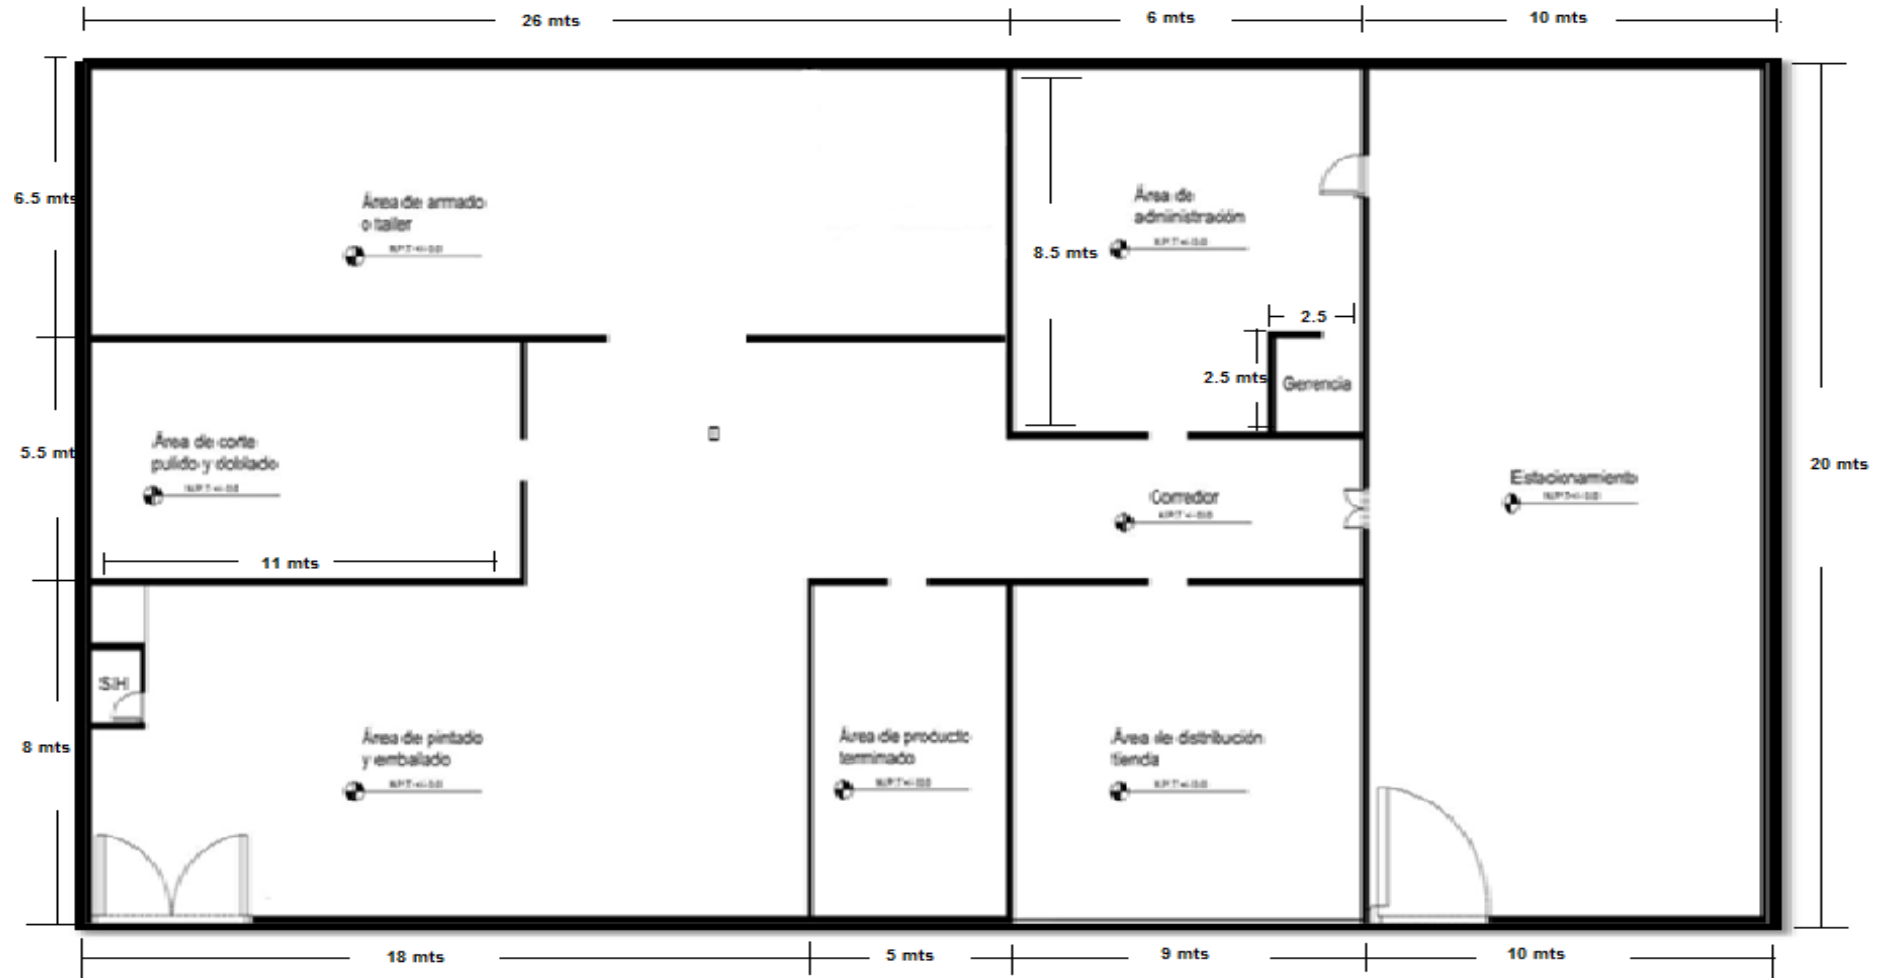 26 mts
6 mts
10 mts
6.5 mts
Área de armado
o taller
Área de
administración
8.5 mts
2.5
2.5 mts
Gerencia
5.5 mt
Área de corte
pulido y doblado
11 mts
Corredor
Estacionamiento
20 mts
S.H
8 mts
Área de pintado
y embalado
Área de producto
terminado
Área de distribución
tienda
18 mts
5 mts
9 mts
10 mts